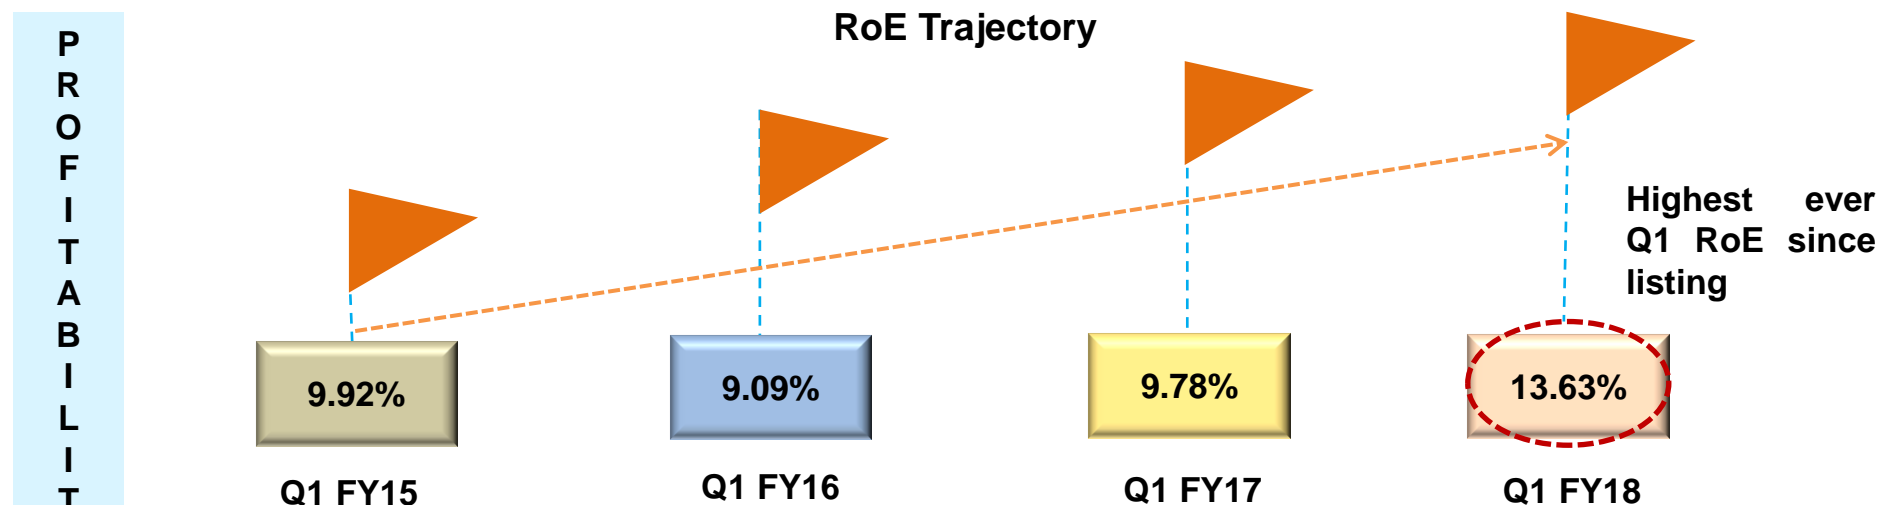 RoE Trajectory
P
R
O
F
I
T
A
B
I
L
I
T
Highest ever
Q1 RoE since
listing
9.92%
9.09%
9.78%
13.63%
Q1 FY15
Q1 FY16
Q1 FY17
Q1 FY18